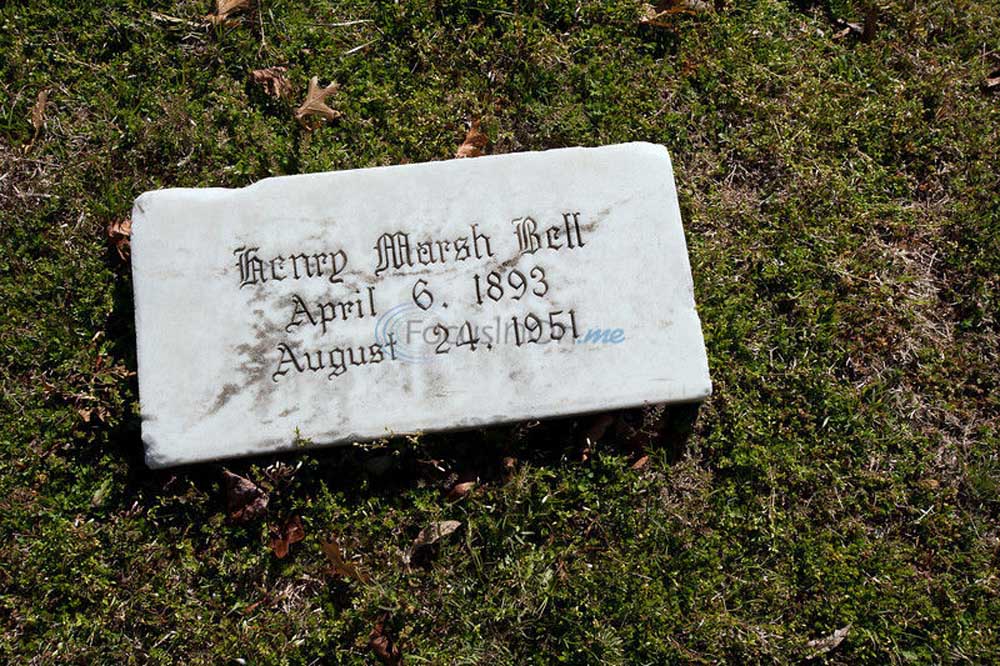 Henry Marsh Bell
April 6. 1893
August 24. 1951